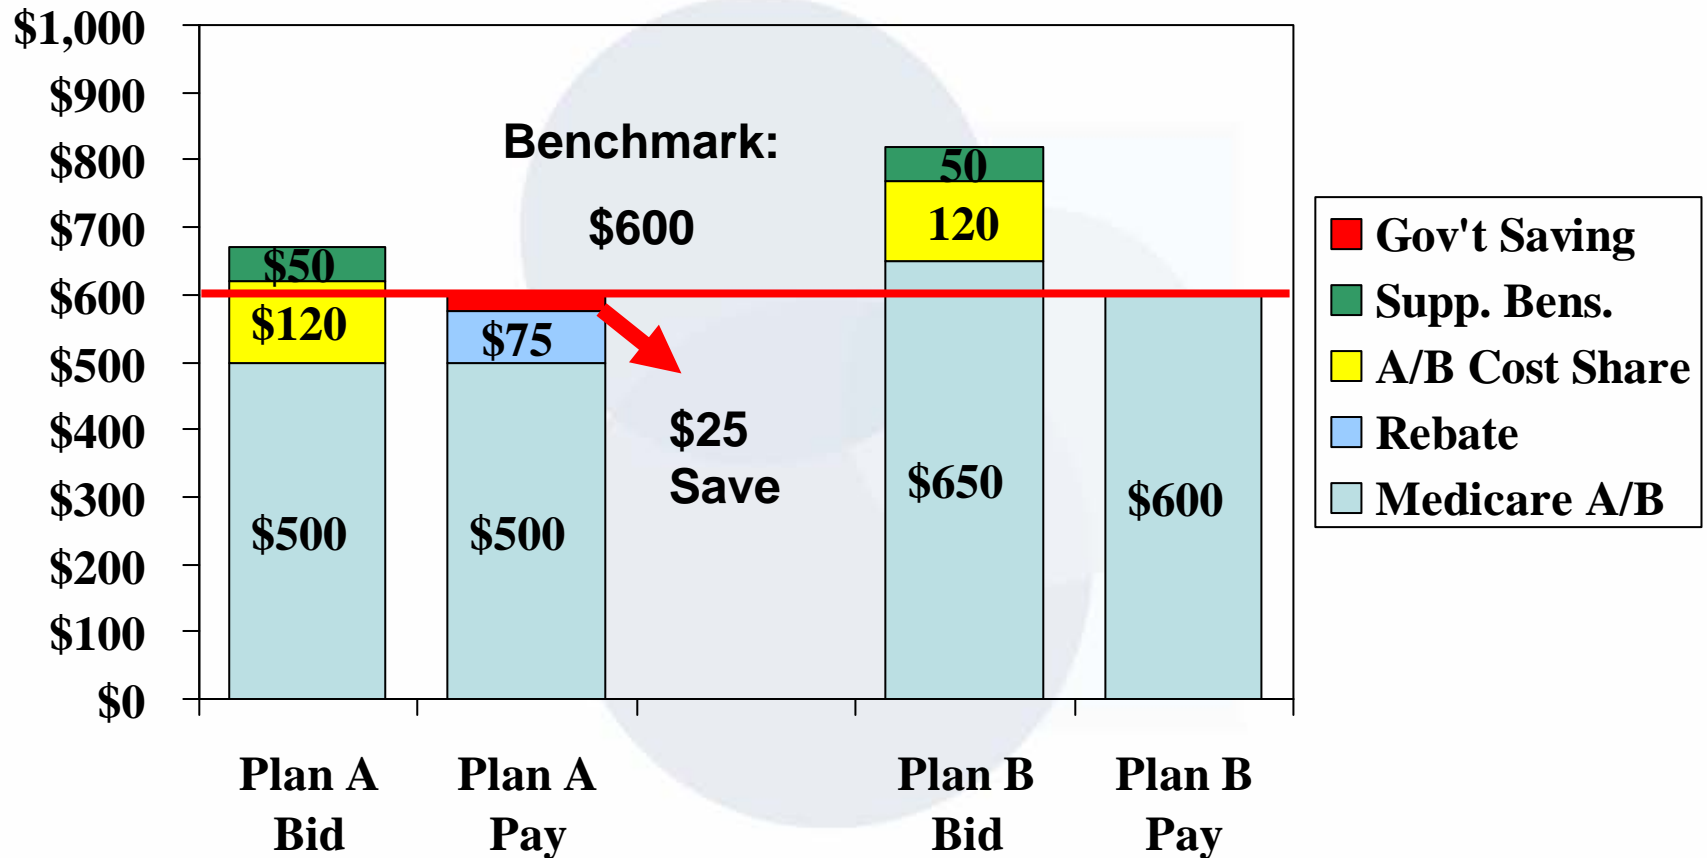 $1,000
$900
$800
$700
$600
$500
$400
$300
$200
$100
$0
Benchmark:
$600
$50
$120
$500
$75
$500
$25
Save
50
120
$650
$600
Plan A
Bid
Plan A
Pay
Plan B
Bid
Plan B
Pay
Gov't Saving
Supp. Bens.
A/B Cost Share
Rebate
Medicare A/B